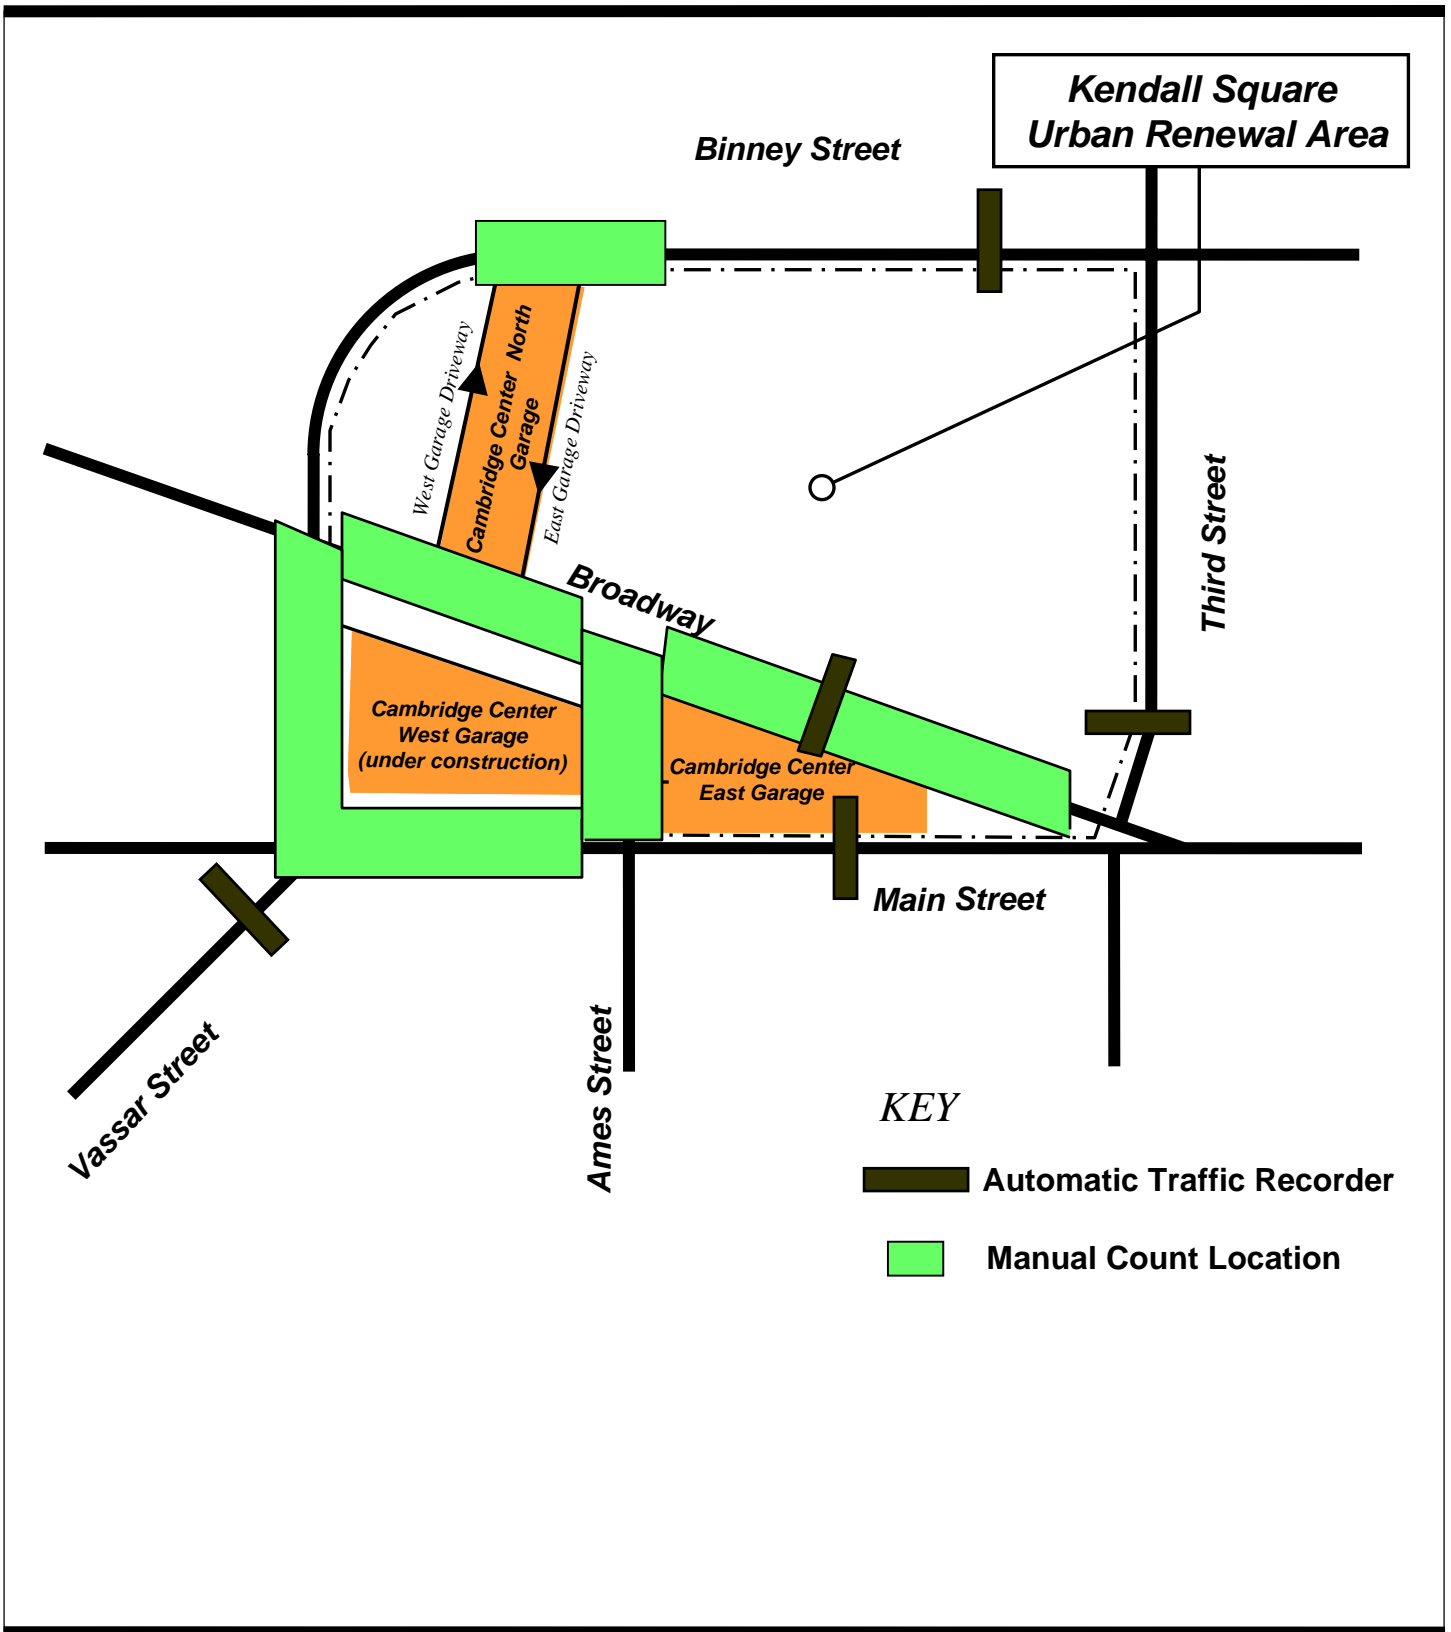 Kendall Square
Urban Renewal Area
Binney Street
West Garage Driveway
Cambridge Center North
Garage
East Garage Driveway
Broadway
Third Street
Cambridge Center
West Garage
(under construction)
Cambridge Center
East Garage
Main Street
Vassar Street
Ames Street
KEY
Automatic Traffic Recorder
Manual Count Location